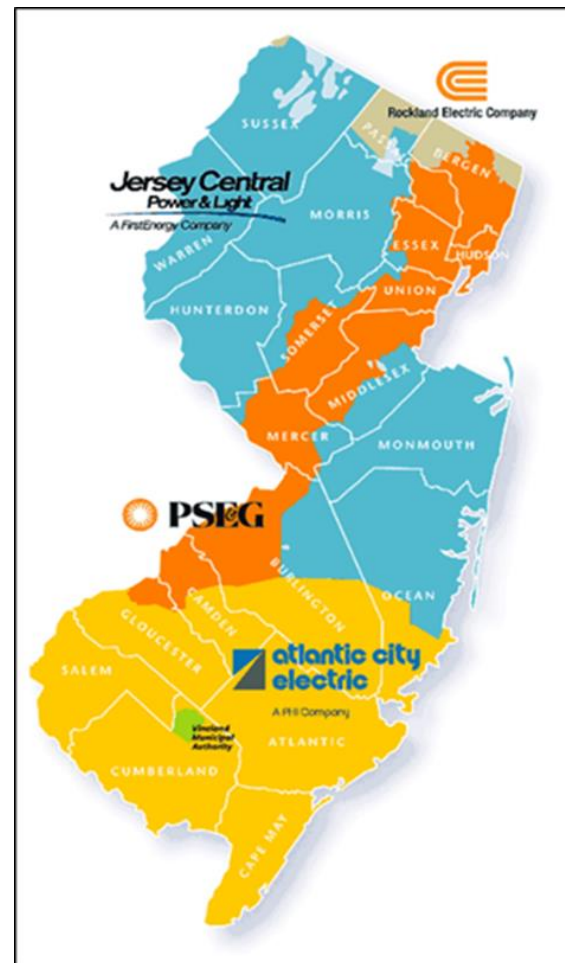 Rockland Electric Company
SUSSEX
PASSAIC
BERGEN
Jersey Central
Power & Light
A FirstEnergy Company
MORRIS
ESSEX
HUDSON
WARREN
UNION
HUNTERDON
SOMERSET
MIDDLESEX
MERCER
MONMOUTH
PSE&G
BURLINGTON
OCEAN
CAMDEN
GLOUCESTER
atlantic city
electric
SALEM
A PHI Company
Vineland
Municipal
Authority
ATLANTIC
CUMBERLAND
CAPE MAY